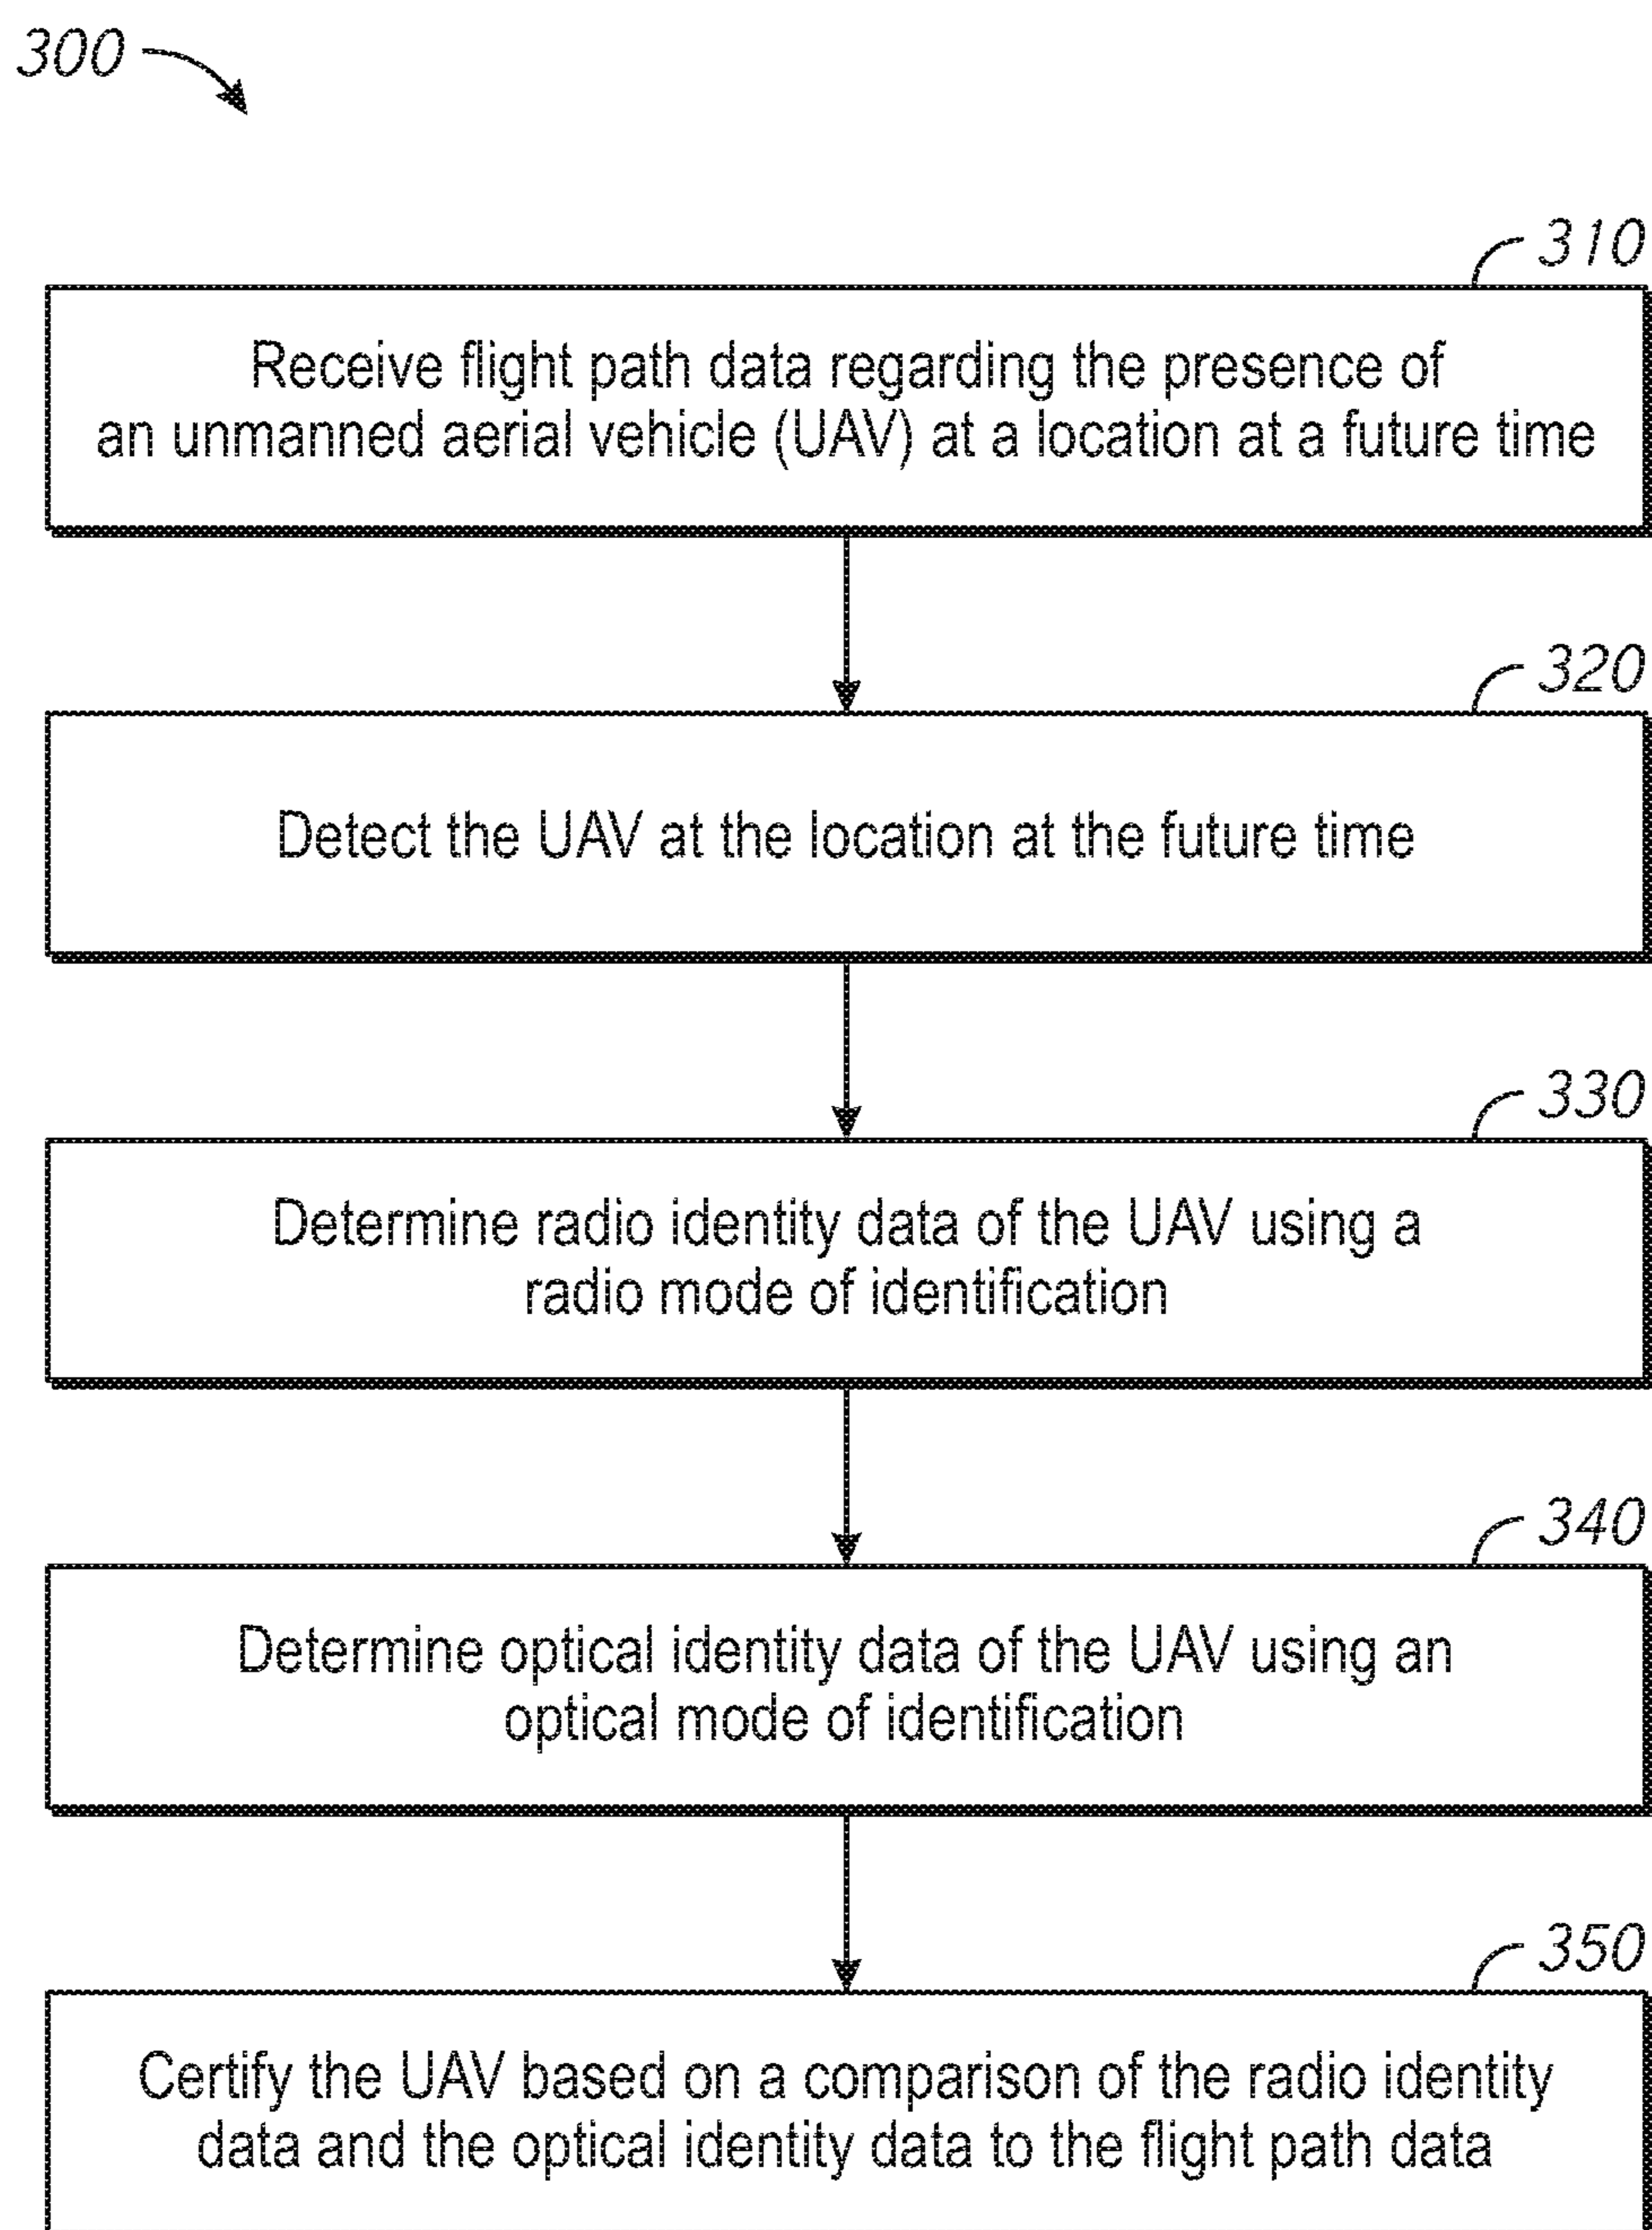 300
310
Receive flight path data regarding the presence of
an unmanned aerial vehicle (UAV) at a location at a future time
320
Detect the UAV at the location at the future time
330
Determine radio identity data of the UAV using a
radio mode of identification
340
Determine optical identity data of the UAV using an
optical mode of identification
350
Certify the UAV based on a comparison of the radio identity
data and the optical identity data to the flight path data